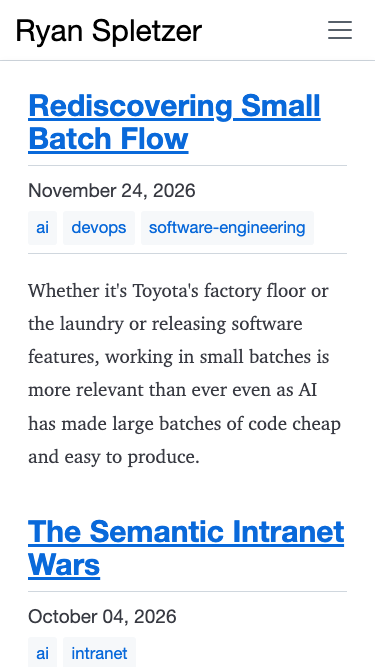 Ryan Spletzer
Rediscovering Small
Batch Flow
November 24, 2026
ai devops software-engineering
Whether it's Toyota's factory floor or
the laundry or releasing software
features, working in small batches is
more relevant than ever even as AI
has made large batches of code cheap
and easy to produce.
The Semantic Intranet
Wars
October 04, 2026
ai intranet